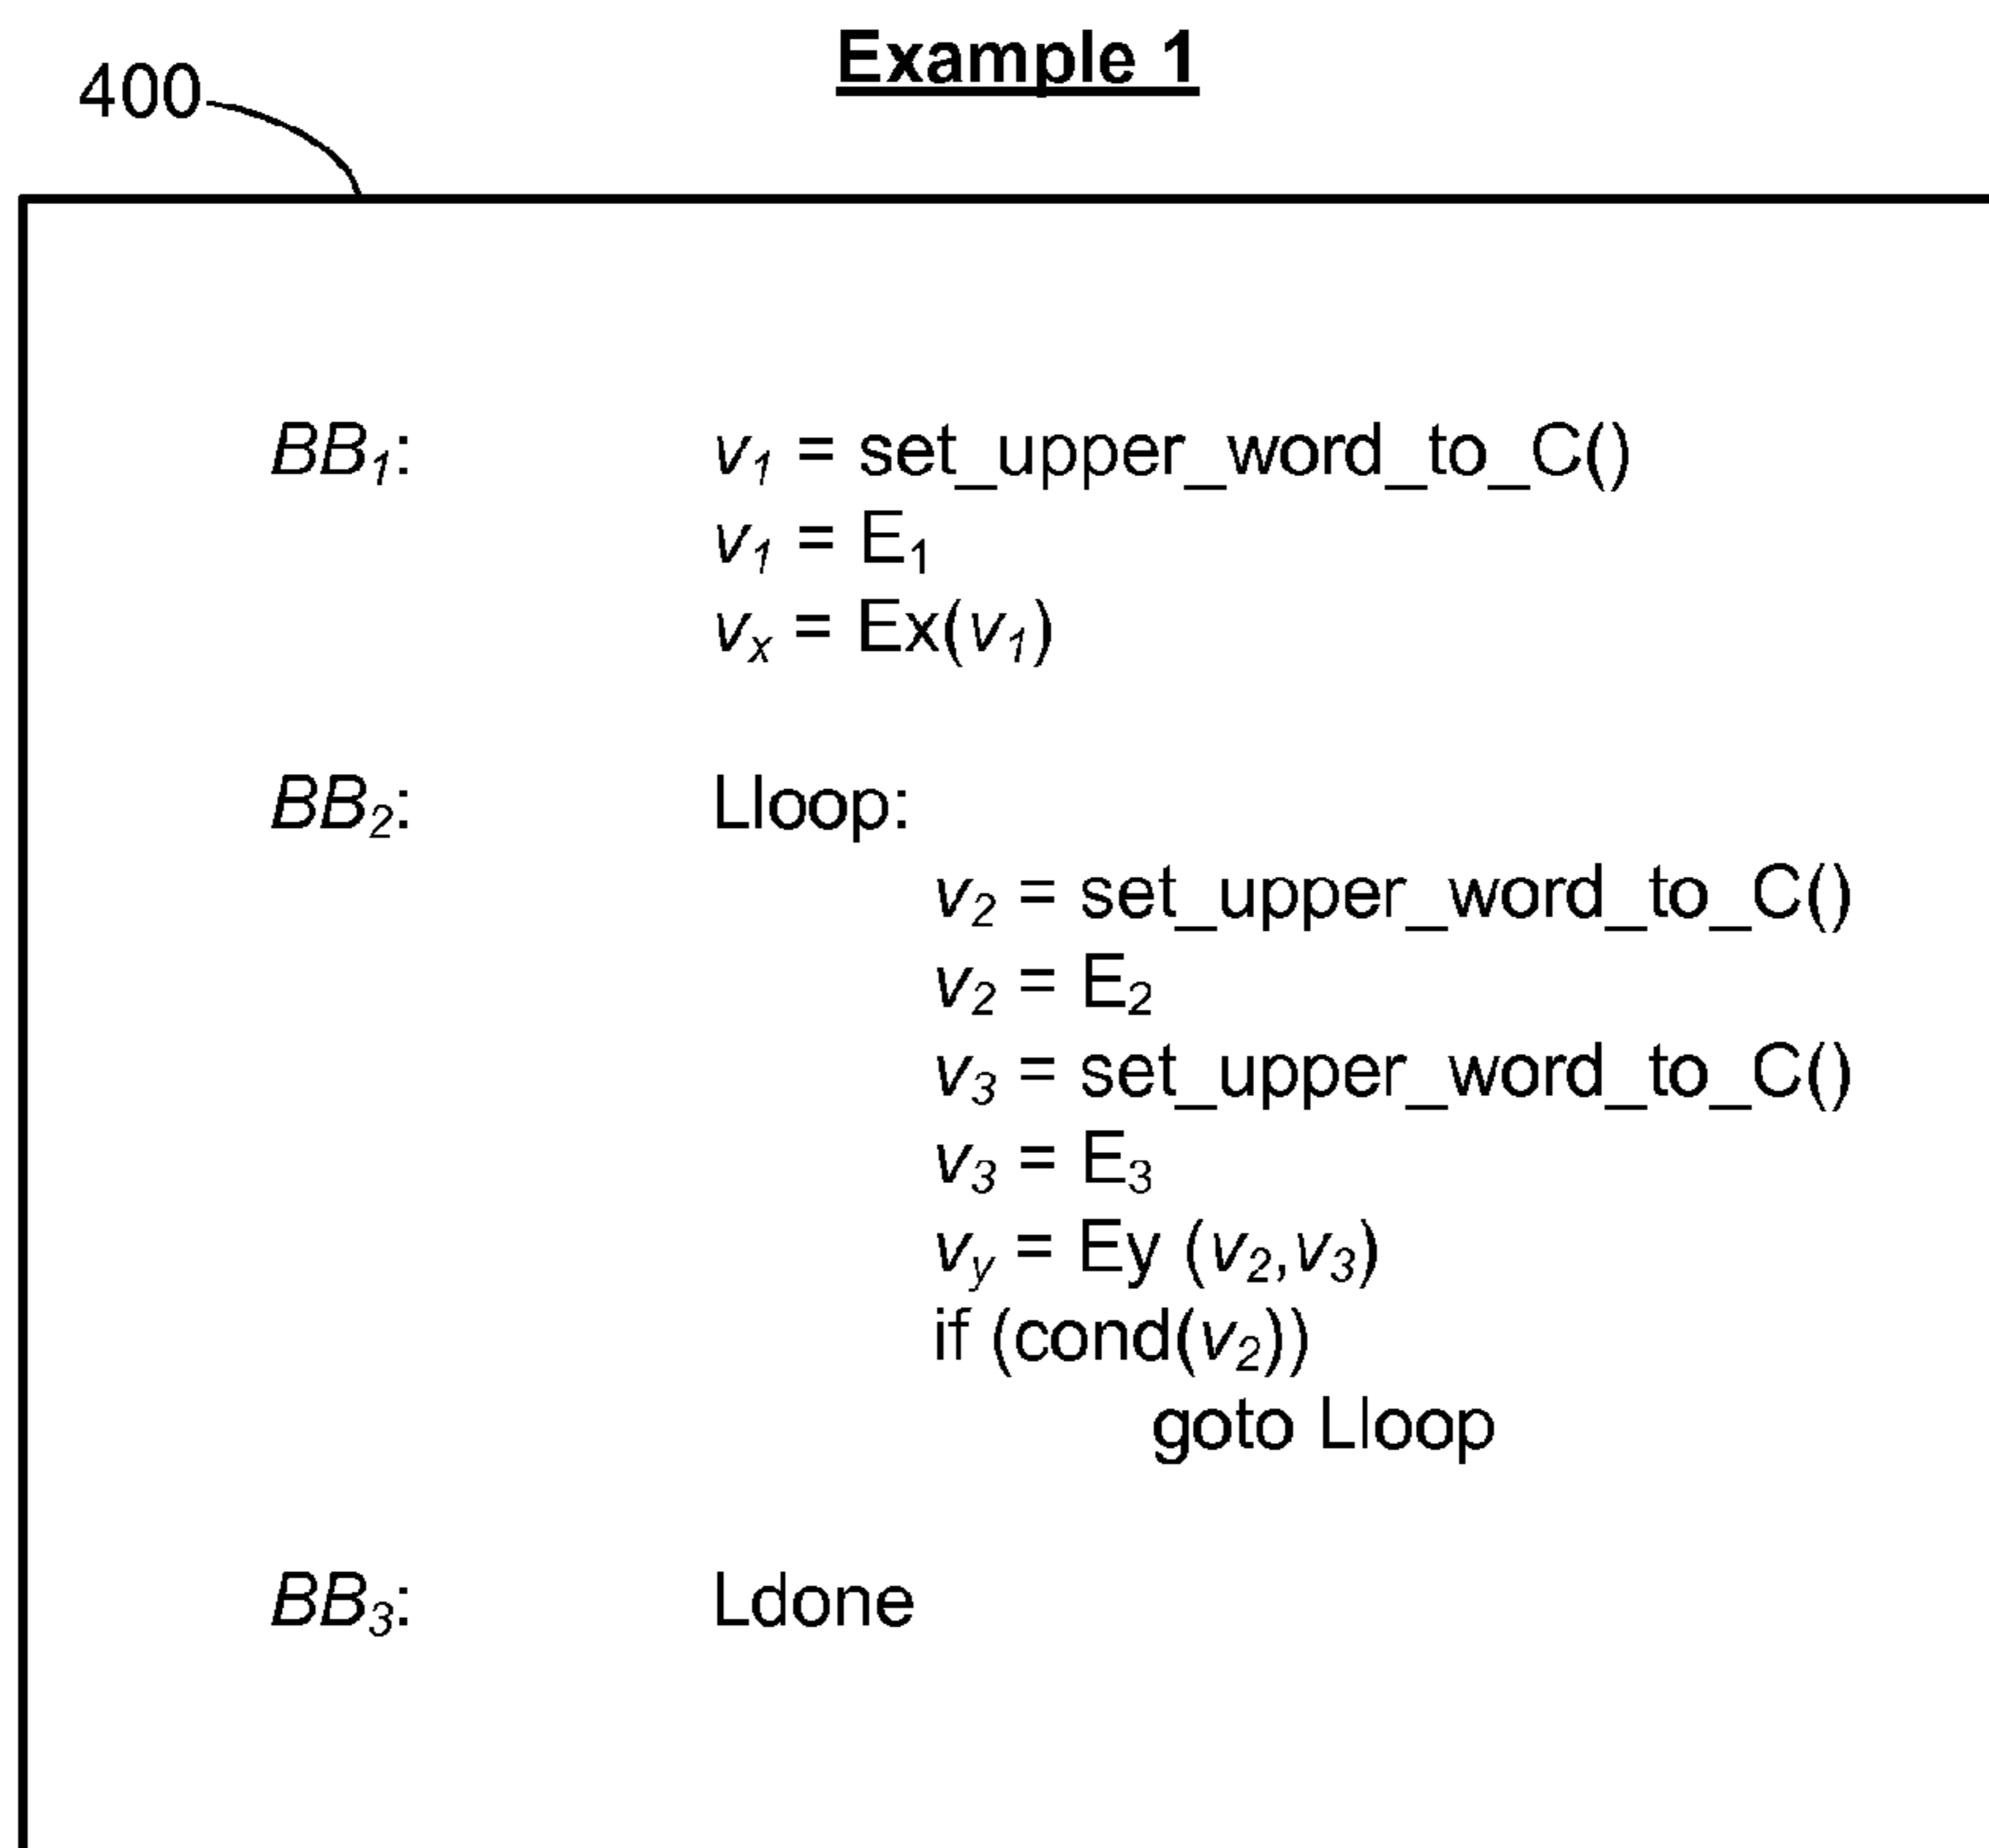 Example 1
400
BB1: v1 = set_upper_word_to_C()
v1 = E1
vx = Ex(v1)
BB2: Lloop:
v2 = set_upper_word_to_C()
v2 = E2
v3 = set_upper_word_to_C()
v3 = E3
vy = Ey (v2,v3)
if (cond(v2))
goto Lloop
BB3: Ldone